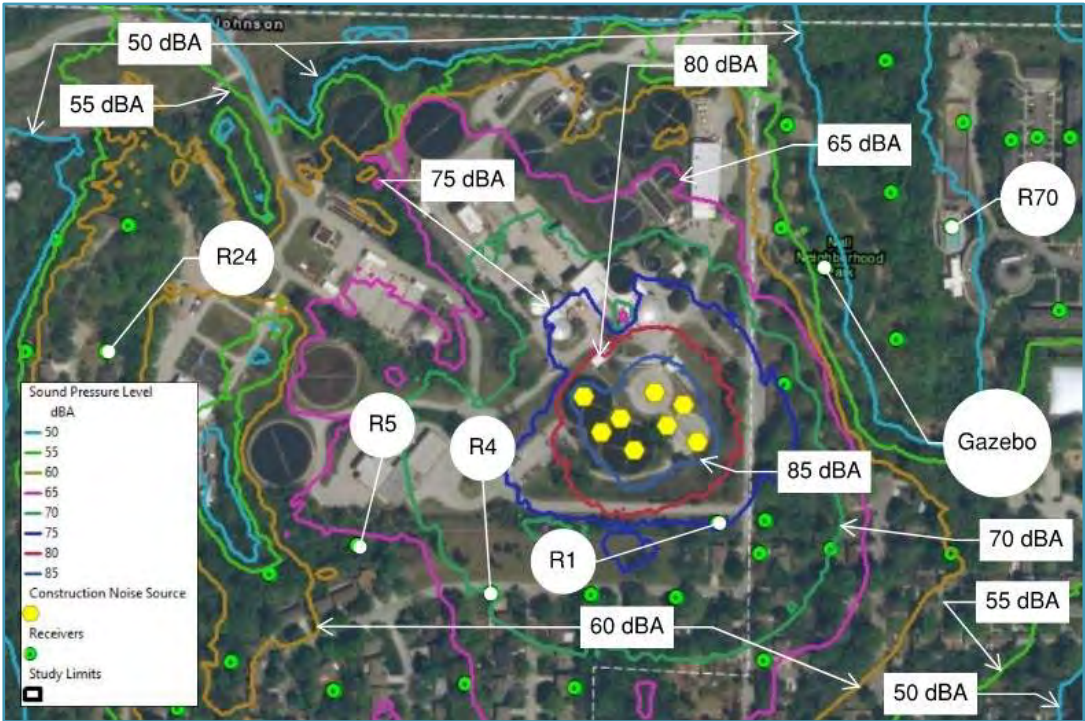 Johnson
50 dBA
80 dBA
55 dBA
65 dBA
75 dBA
R70
R24
Neighborhood
Park
Sound Pressure Level
dBA
50
55
60
65
70
75
80
85
Construction Noise Source
Receivers
Study Limits
R5
R4
Gazebo
85 dBA
R1
70 dBA
55 dBA
60 dBA
50 dBA